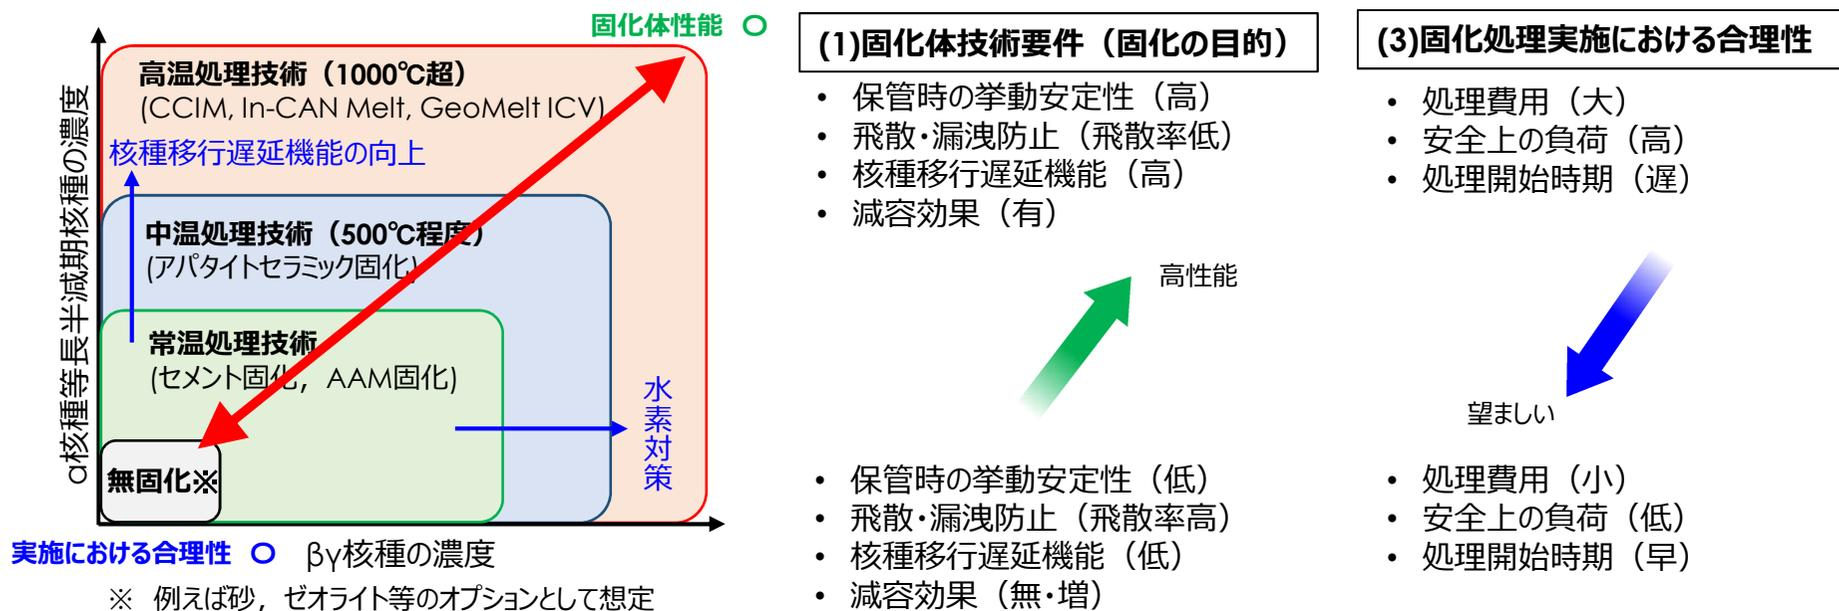 固化体性能 〇
高温処理技術（1000℃超）
(CCIM, In-CAN Melt, GeoMelt ICV)
核種移行遅延機能の向上
中温処理技術（500℃程度）
(アパタイトセラミック固化)
常温処理技術
(セメント固化，AAM固化)
水素対策
無固化※
α核種等長半減期核種の濃度
実施における合理性 〇
βγ核種の濃度
※ 例えば砂，ゼオライト等のオプションとして想定
(1)固化体技術要件（固化の目的）
• 保管時の挙動安定性（高）
• 飛散・漏洩防止（飛散率低）
• 核種移行遅延機能（高）
• 減容効果（有）
高性能
• 保管時の挙動安定性（低）
• 飛散・漏洩防止（飛散率高）
• 核種移行遅延機能（低）
• 減容効果（無・増）
(3)固化処理実施における合理性
• 処理費用（大）
• 安全上の負荷（高）
• 処理開始時期（遅）
望ましい
• 処理費用（小）
• 安全上の負荷（低）
• 処理開始時期（早）